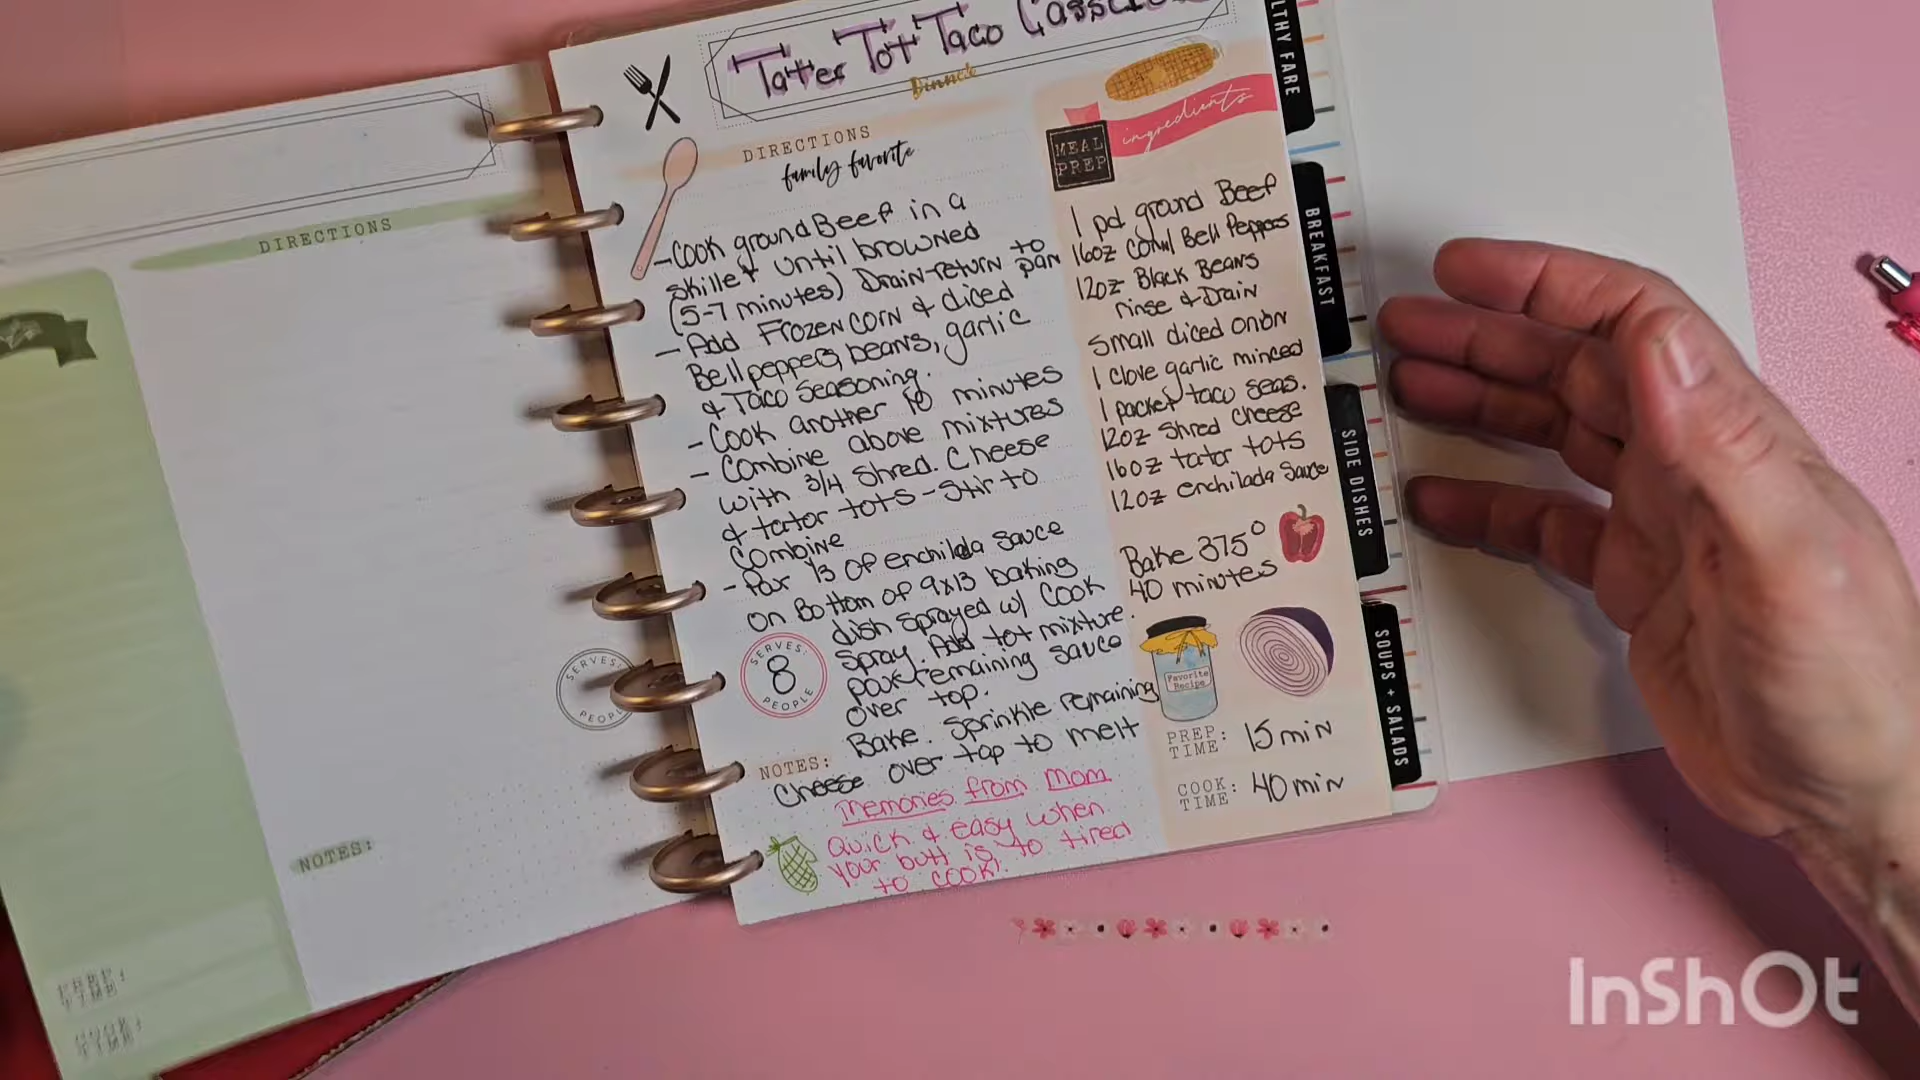 Tater Tot Taco
Dinner
DIRECTIONS
family favorite
-Cook ground Beef in a
skillet until browned
(5-7 minutes) Drain-return to
pan
- Add Frozen corn & diced
Bell peppers, beans, garlic
& Taco Seasoning.
- Cook another 10 minutes
- Combine above mixtures
with 3/4 Shred. Cheese
& tator tots - Stir to
Combine
- Pour 1/3 of enchilada sauce
on Bottom of 9x13 baking
dish sprayed w/ Cook
Spray. Add tot mixture.
pour remaining sauce
over top.
Bake. Sprinkle remaining
Cheese over top to melt
SERVES:
8
PEOPLE
NOTES:
Memories from Mom
Quick & easy when
your butt is to tired
to cook!
ingredients
MEAL
PREP
1 pd ground Beef
16oz Corn/ Bell Peppers
12oz Black Beans
rinse & Drain
Small diced onion
1 Clove garlic minced
1 packet taco seas.
12oz Shred Cheese
16oz tator tots
12oz enchilada Sauce
Bake 375°
40 minutes
Favorite
Recipe
PREP TIME: 15 min
COOK TIME: 40 min
LTHY FARE
BREAKFAST
SIDE DISHES
SOUPS + SALADS
DIRECTIONS
SERVES:
PEOPLE
NOTES:
InShOt